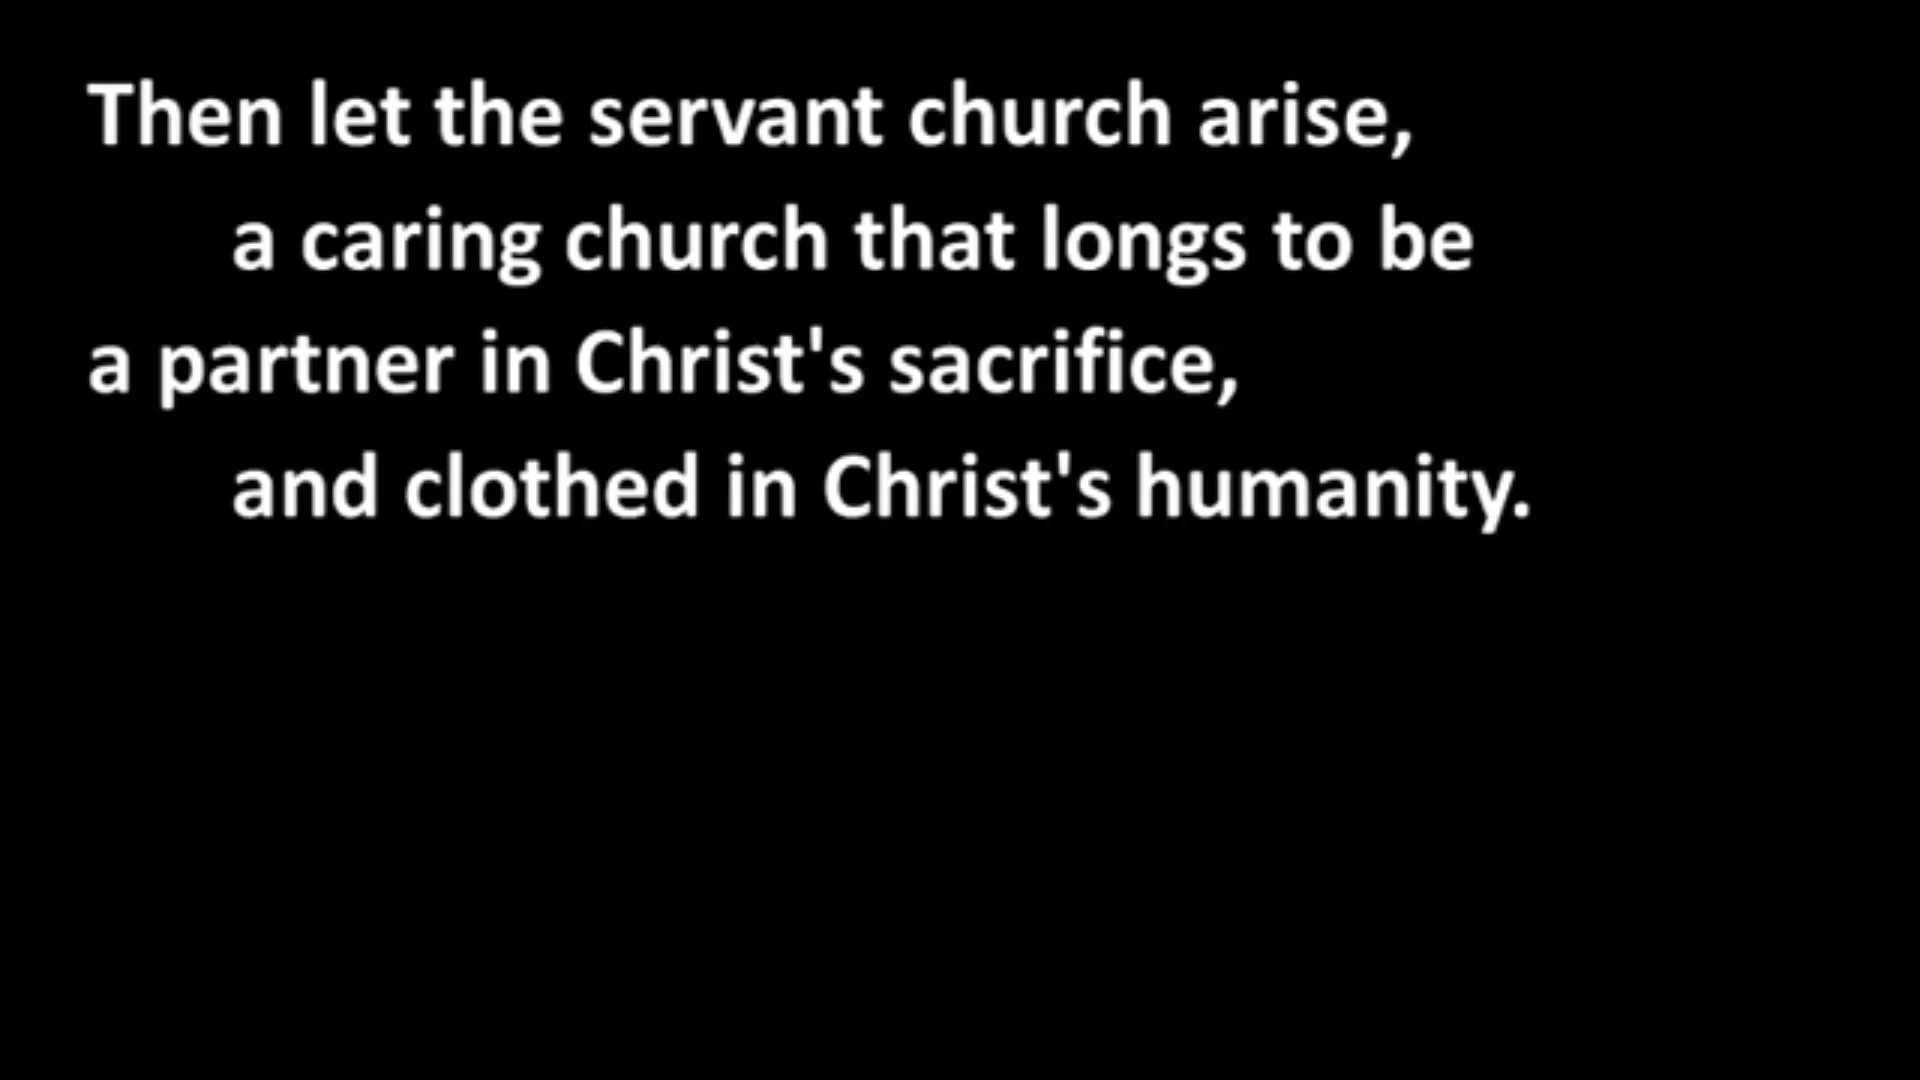 Then let the servant church arise,
a caring church that longs to be
a partner in Christ's sacrifice,
and clothed in Christ's humanity.